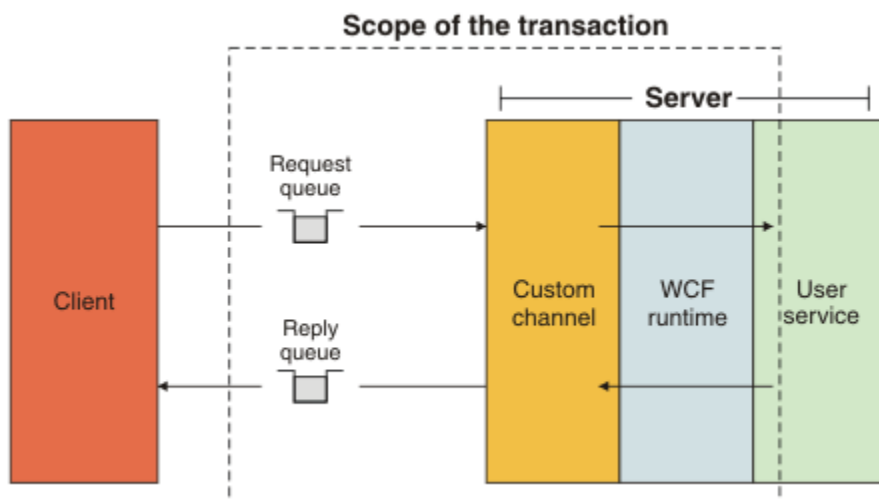 Scope of the transaction
Server
Request
queue
Client
Custom
channel
WCF
runtime
User
service
Reply
queue